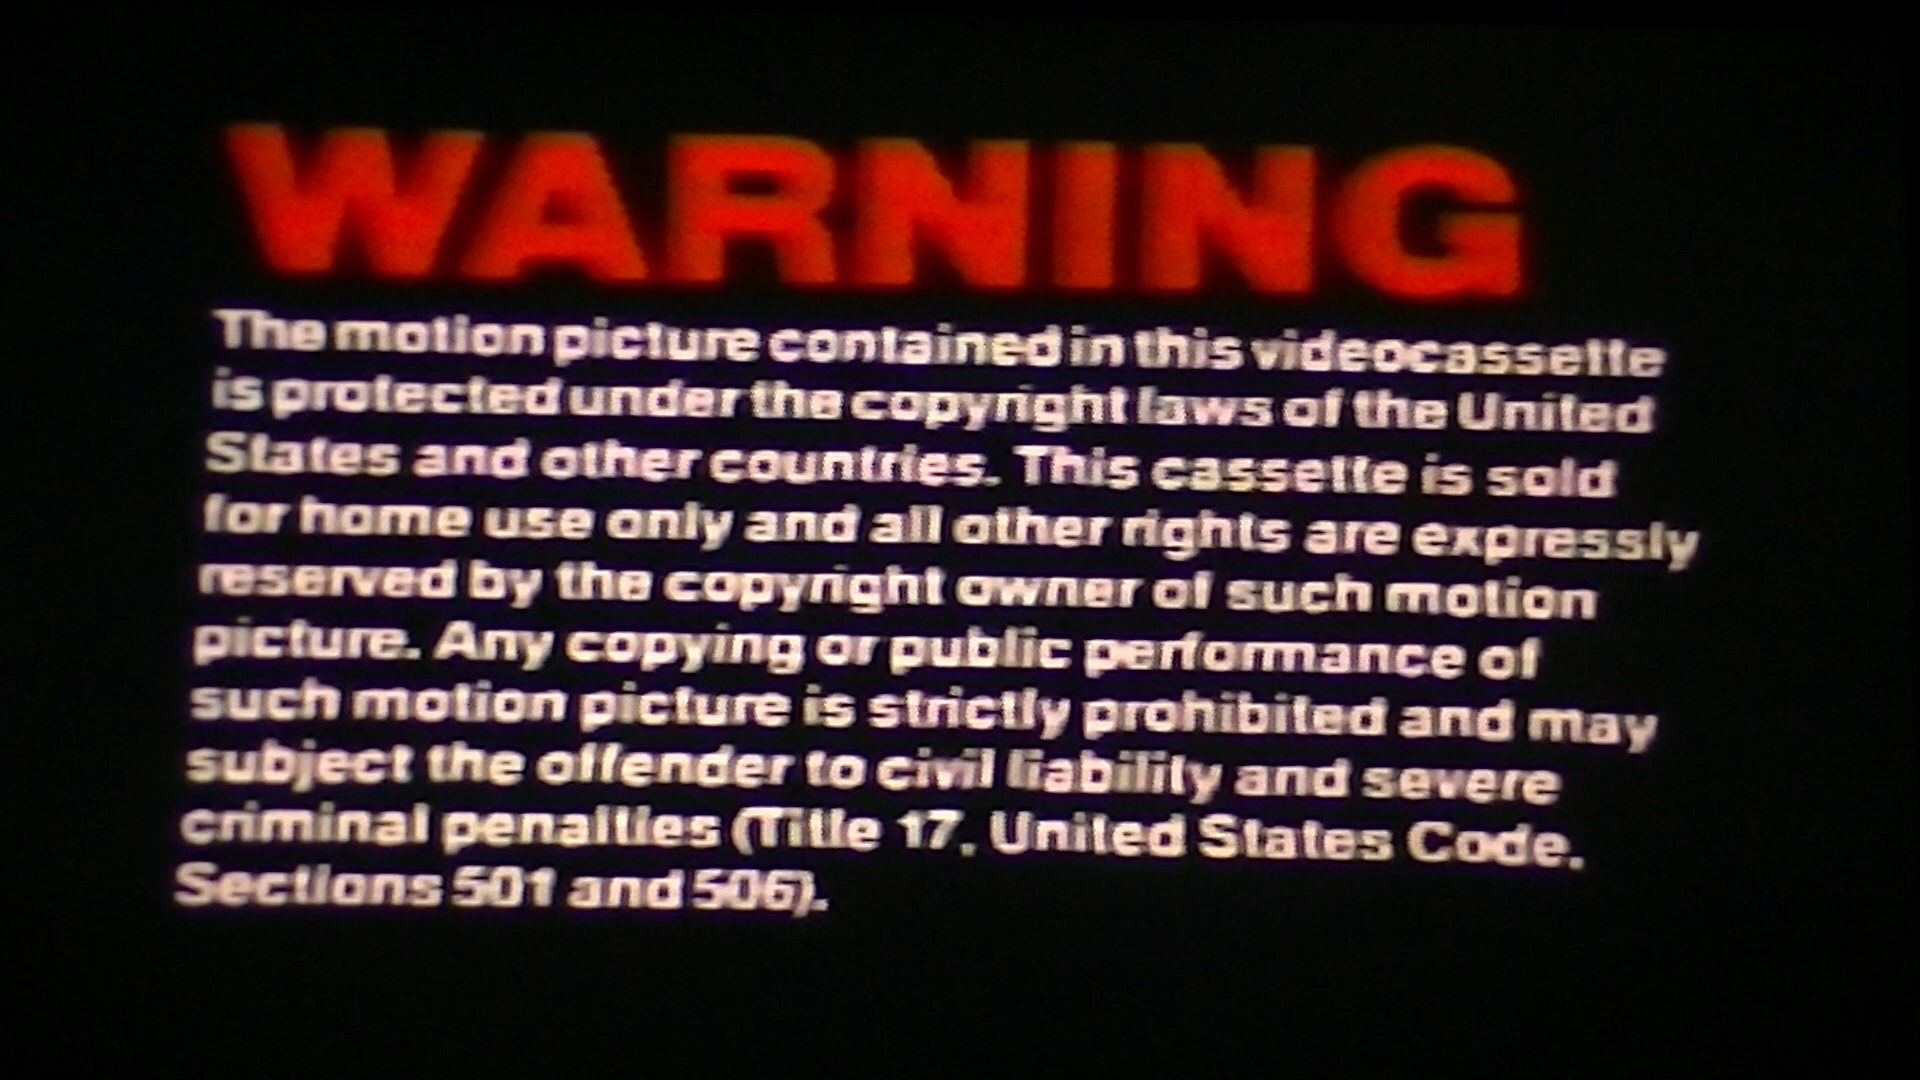 WARNING
The motion picture contained in this videocassette
is protected under the copyright laws of the United
States and other countries. This cassette is sold
for home use only and all other rights are expressly
reserved by the copyright owner of such motion
picture. Any copying or public performance of
such motion picture is strictly prohibited and may
subject the offender to civil liability and severe
criminal penalties (Title 17, United States Code,
Sections 501 and 506).